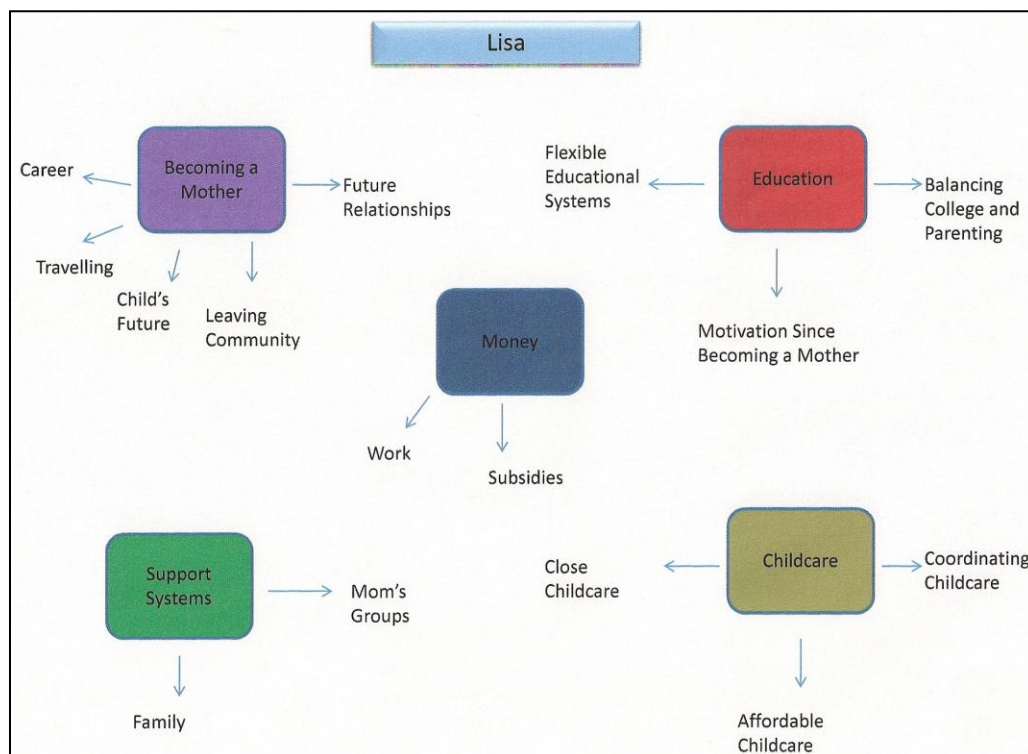 Lisa
Becoming a
Mother
Career
Travelling
Child's
Future
Leaving
Community
Future
Relationships
Flexible
Educational
Systems
Education
Balancing
College and
Parenting
Motivation Since
Becoming a Mother
Money
Work
Subsidies
Support
Systems
Mom's
Groups
Family
Close
Childcare
Childcare
Coordinating
Childcare
Affordable
Childcare